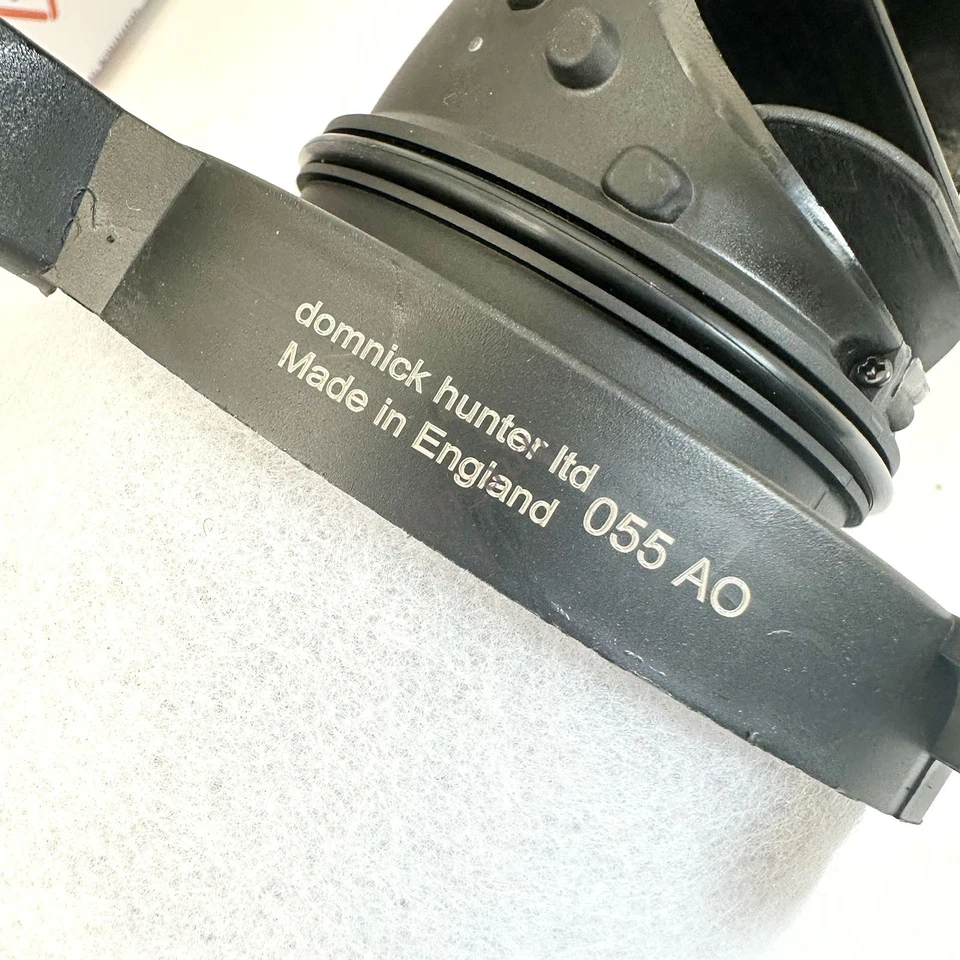 domnick hunter ltd
Made in England
055 AO